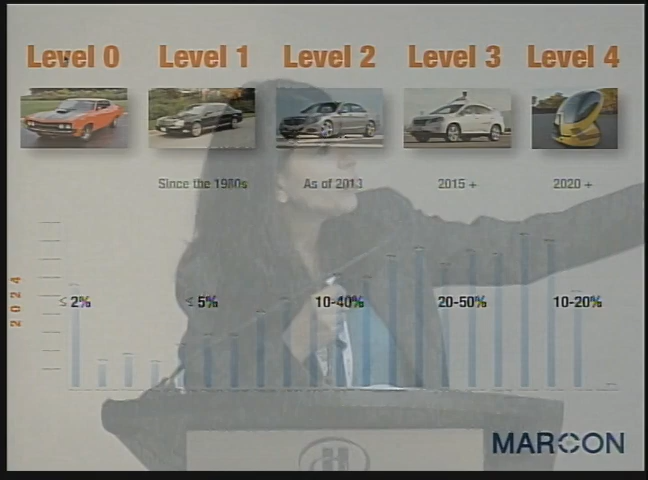 Level 0 Level 1 Level 2 Level 3 Level 4
Since the 1980s As of 2013 2015 + 2020 +
2024
≤ 2% ≤ 5% 10-40% 20-50% 10-20%
H
MARCON